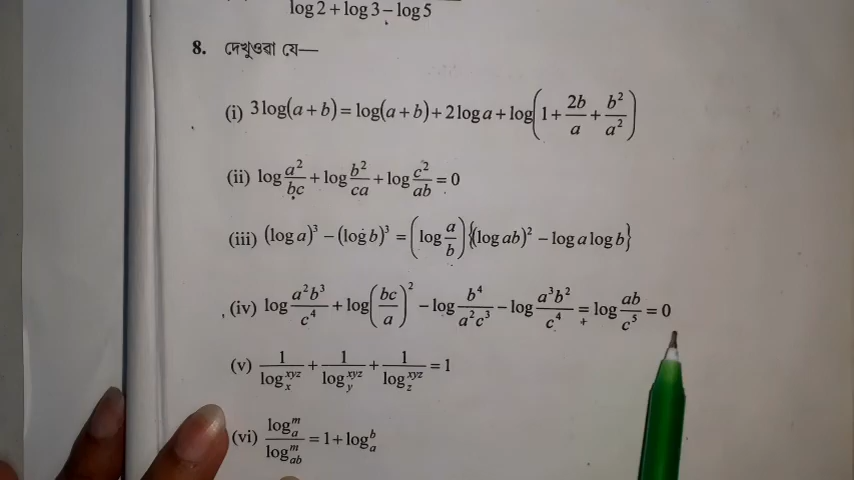 log 2 + log 3 − log 5
8. দেখুওৱা যে—
(i) 3log(a + b) = log(a + b) + 2 log a + log(1 + 2b/a + b²/a²)
(ii) log a²/bc + log b²/ca + log c²/ab = 0
(iii) (log a)³ − (log b)³ = (log a/b){(log ab)² − log a log b}
(iv) log a²b³/c⁴ + log(bc/a)² − log b⁴/a²c³ − log a³b²/c⁴ = log ab/c⁵ = 0
(v) 1/logₓ^xyz + 1/log_y^xyz + 1/log_z^xyz = 1
(vi) log_a^m/log_ab^m = 1 + log_a^b